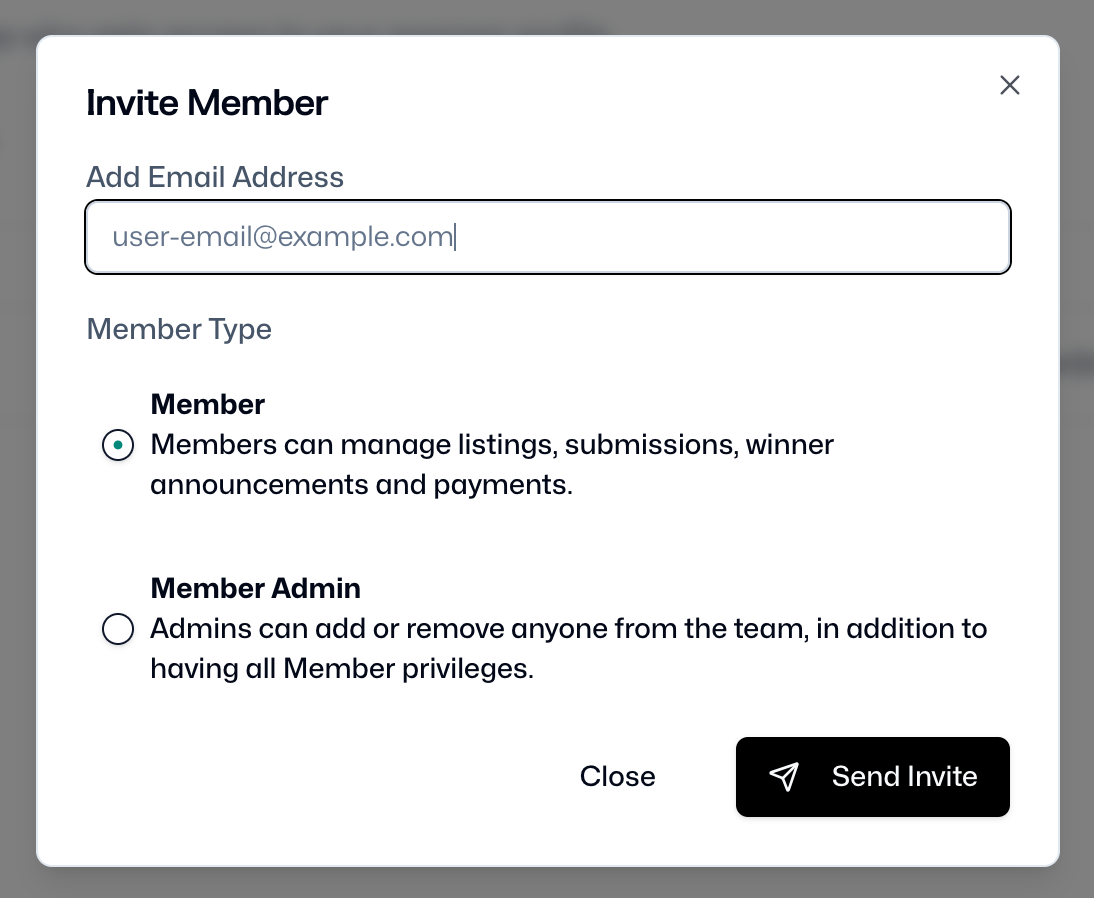 Invite Member
Add Email Address
user-email@example.com
Member Type
Member
Members can manage listings, submissions, winner
announcements and payments.
Member Admin
Admins can add or remove anyone from the team, in addition to
having all Member privileges.
Close
Send Invite